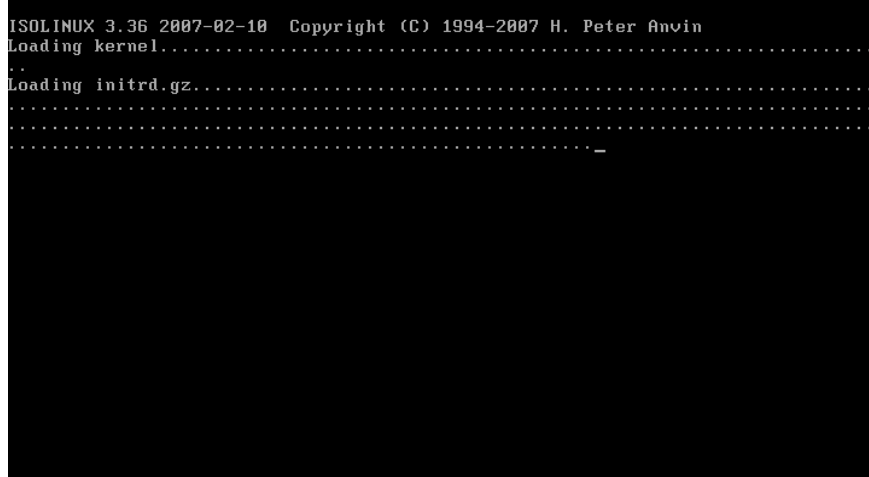 ISOLINUX 3.36 2007-02-10  Copyright (C) 1994-2007 H. Peter Anvin
Loading kernel..................................................................
..
Loading initrd.gz...............................................................
................................................................................
................................................................................
......................................................_